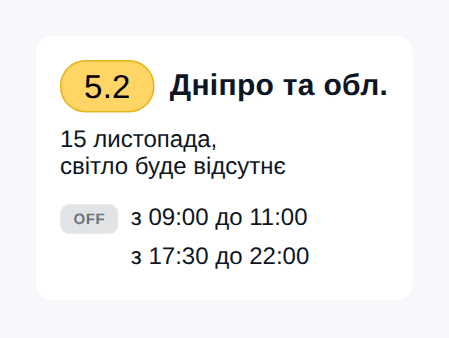 5.2 Дніпро та обл.
15 листопада,
світло буде відсутнє
OFF з 09:00 до 11:00
з 17:30 до 22:00